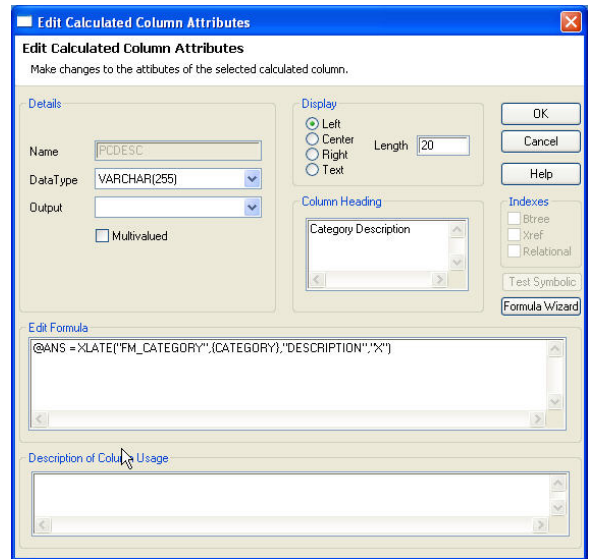 Edit Calculated Column Attributes
Edit Calculated Column Attributes
Make changes to the attibutes of the selected calculated column.
Details
Name PCDESC
DataType VARCHAR(255)
Output
Multivalued
Display
Left
Center
Right
Text
Length 20
Column Heading
Category Description
OK
Cancel
Help
Indexes
Btree
Xref
Relational
Test Symbolic
Formula Wizard
Edit Formula
@ANS = XLATE("FM_CATEGORY",{CATEGORY},"DESCRIPTION","X")
Description of Column Usage